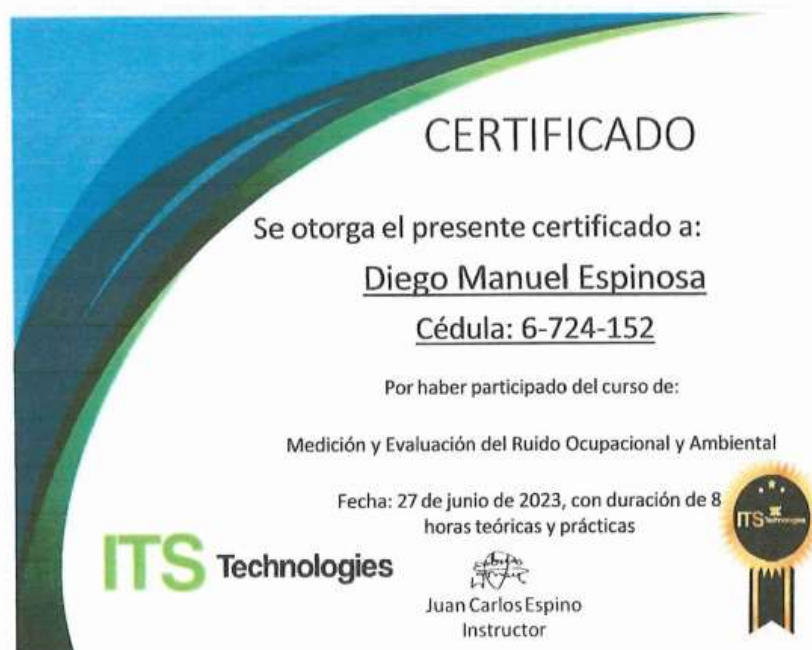 CERTIFICADO
Se otorga el presente certificado a:
Diego Manuel Espinosa
Cédula: 6-724-152
Por haber participado del curso de:
Medición y Evaluación del Ruido Ocupacional y Ambiental
Fecha: 27 de junio de 2023, con duración de 8
horas teóricas y prácticas
ITS Technologies
ITS Technologies
Juan Carlos Espino
Instructor